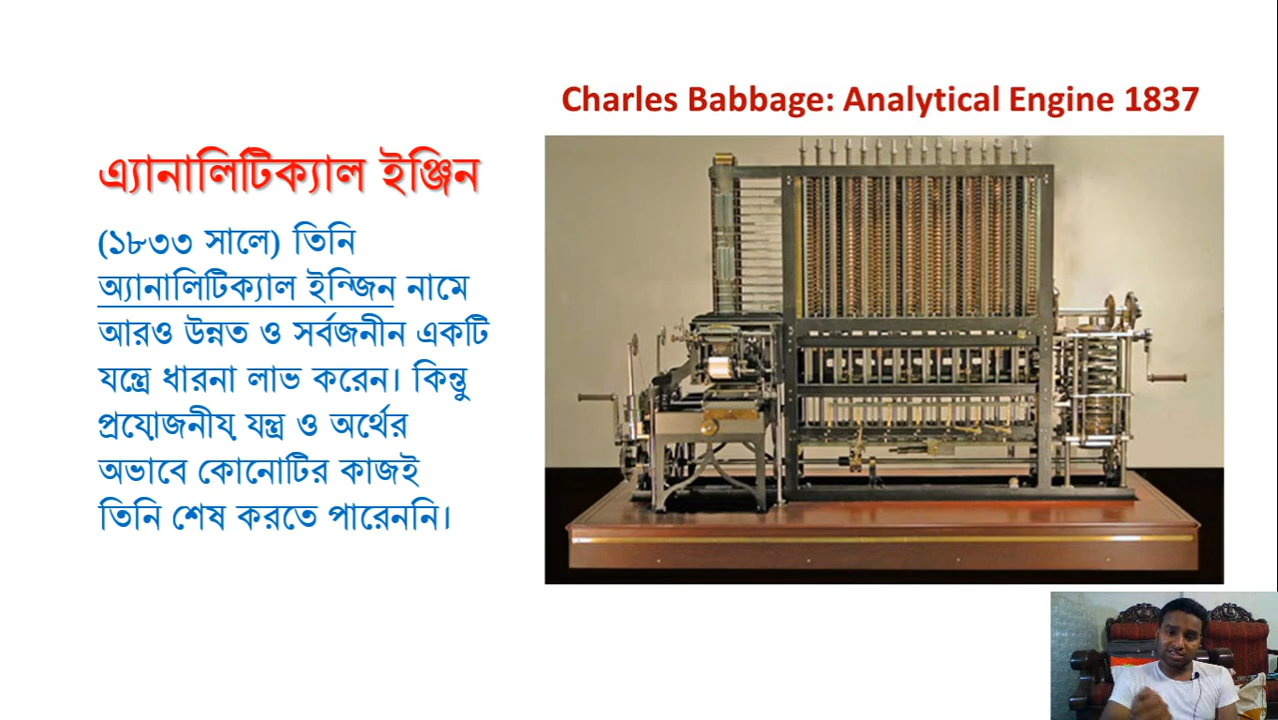 Charles Babbage: Analytical Engine 1837
এ্যানালিটিক্যাল ইঞ্জিন
(১৮৩৩ সালে) তিনি
অ্যানালিটিক্যাল ইন্জিন নামে
আরও উন্নত ও সর্বজনীন একটি
যন্ত্রে ধারনা লাভ করেন। কিন্তু
প্রয়োজনীয় যন্ত্র ও অর্থের
অভাবে কোনোটির কাজই
তিনি শেষ করতে পারেননি।